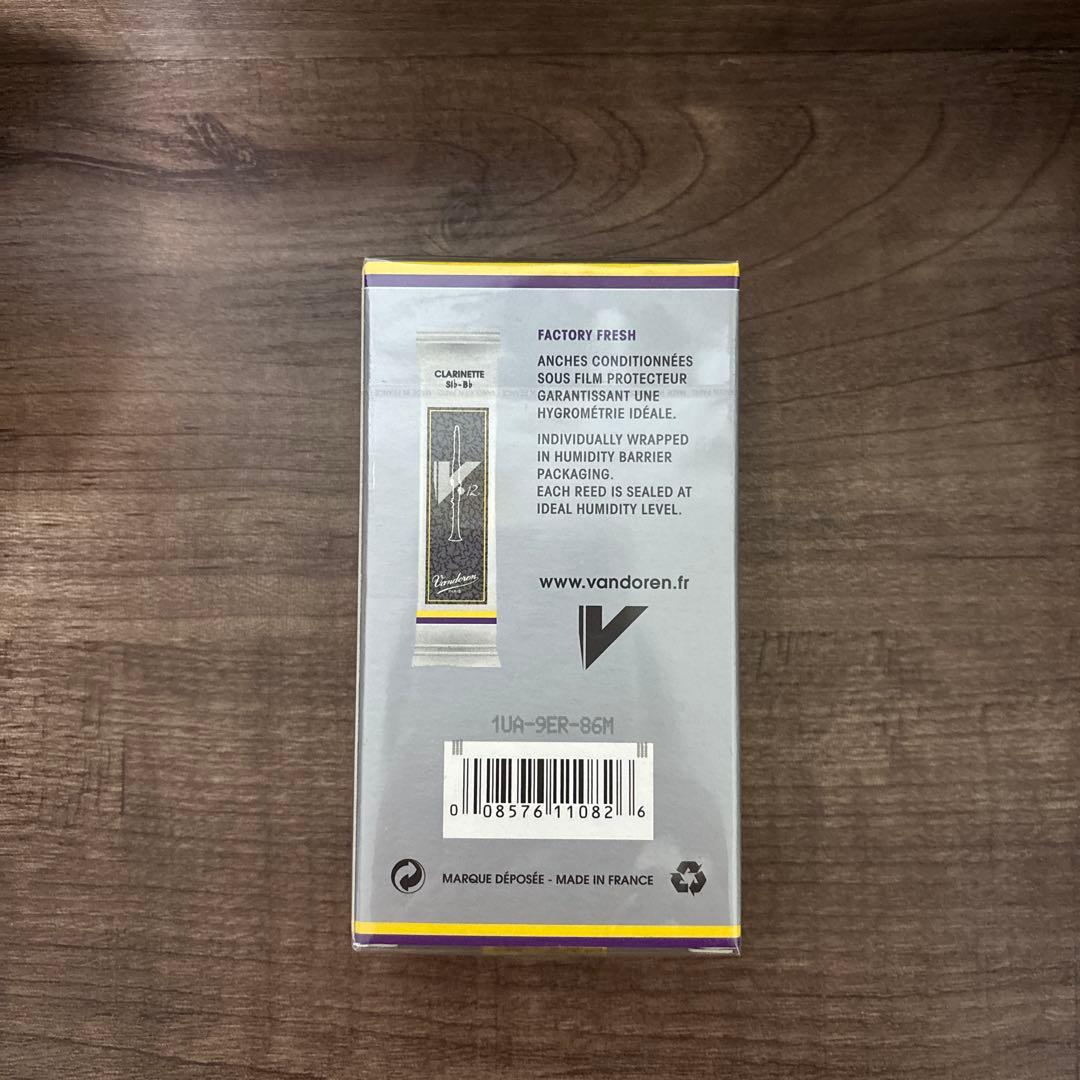 CLARINETTE
SI♭-B♭
V12
Vandoren
PARIS
FACTORY FRESH
ANCHES CONDITIONNÉES
SOUS FILM PROTECTEUR
GARANTISSANT UNE
HYGROMÉTRIE IDÉALE.
INDIVIDUALLY WRAPPED
IN HUMIDITY BARRIER
PACKAGING.
EACH REED IS SEALED AT
IDEAL HUMIDITY LEVEL.
www.vandoren.fr
V
1UA-9ER-86M
0 08576 11082 6
MARQUE DÉPOSÉE - MADE IN FRANCE